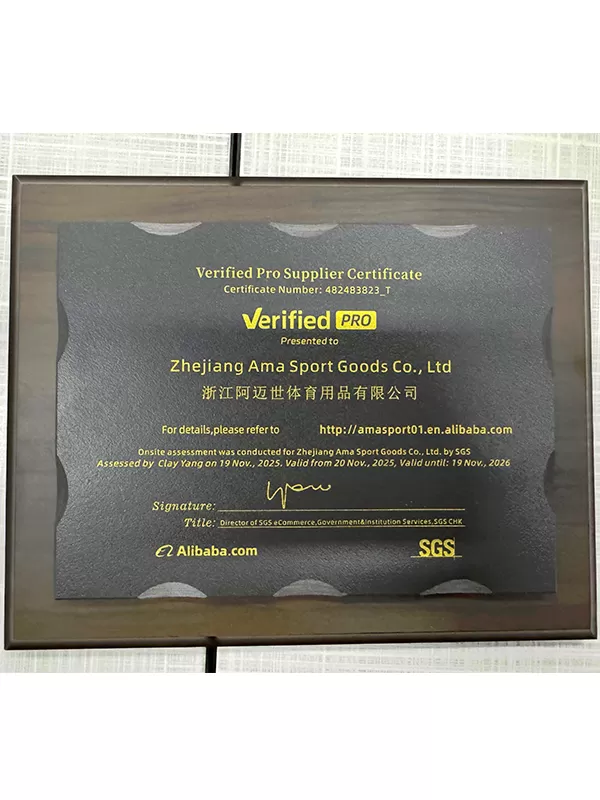 Verified Pro Supplier Certificate
Certificate Number: 482483823_T
Verified PRO
Presented to
Zhejiang Ama Sport Goods Co., Ltd
浙江阿迈世体育用品有限公司
For details,please refer to http://amasport01.en.alibaba.com
Onsite assessment was conducted for Zhejiang Ama Sport Goods Co., Ltd. by SGS
Assessed by Clay Yang on 19 Nov., 2025. Valid from 20 Nov., 2025, Valid until: 19 Nov., 2026
Signature:
Title: Director of SGS eCommerce,Government&Institution Services,SGS CHK
Alibaba.com SGS